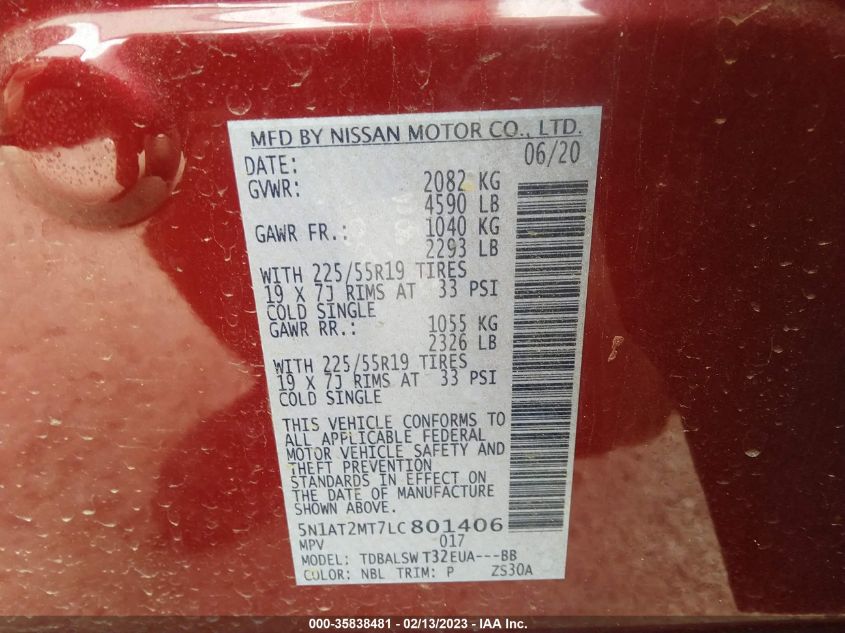 MFD BY NISSAN MOTOR CO., LTD.
DATE: 06/20
GVWR: 2082 KG
4590 LB
GAWR FR.: 1040 KG
2293 LB
WITH 225/55R19 TIRES
19 X 7J RIMS AT 33 PSI
COLD SINGLE
GAWR RR.: 1055 KG
2326 LB
WITH 225/55R19 TIRES
19 X 7J RIMS AT 33 PSI
COLD SINGLE
THIS VEHICLE CONFORMS TO
ALL APPLICABLE FEDERAL
MOTOR VEHICLE SAFETY AND
THEFT PREVENTION
STANDARDS IN EFFECT ON
THE DATE OF MANUFACTURE
SHOWN ABOVE.
5N1AT2MT7LC801406
MPV 017
MODEL: TDBALSW T32EUA---BB
COLOR: NBL TRIM: P ZS30A
000-35838481 - 02/13/2023 - IAA Inc.